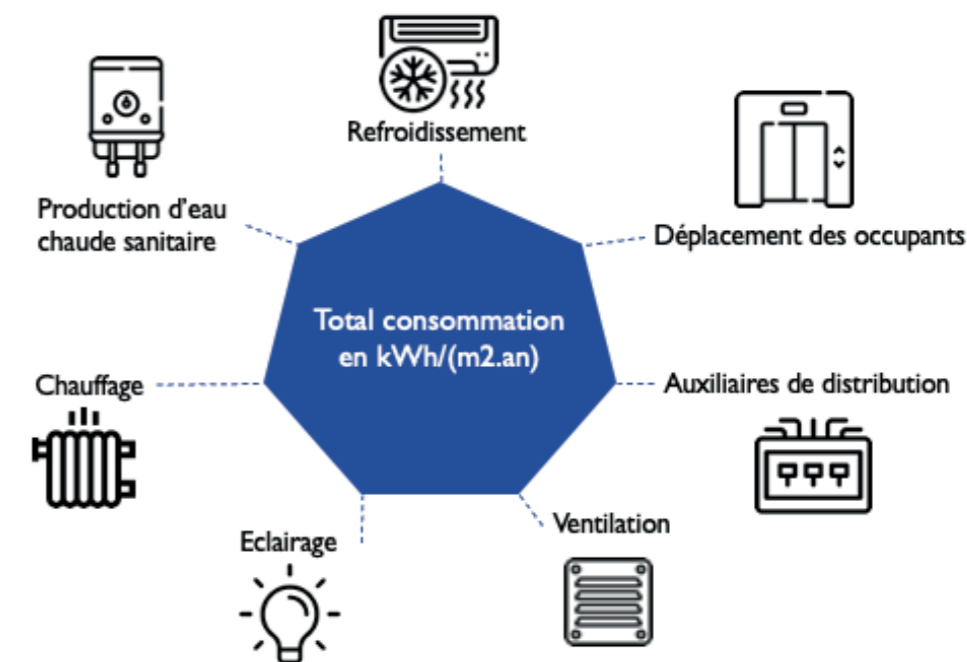 Refroidissement
Production d'eau
chaude sanitaire
Déplacement des occupants
Total consommation
en kWh/(m2.an)
Chauffage
Auxiliaires de distribution
Eclairage
Ventilation